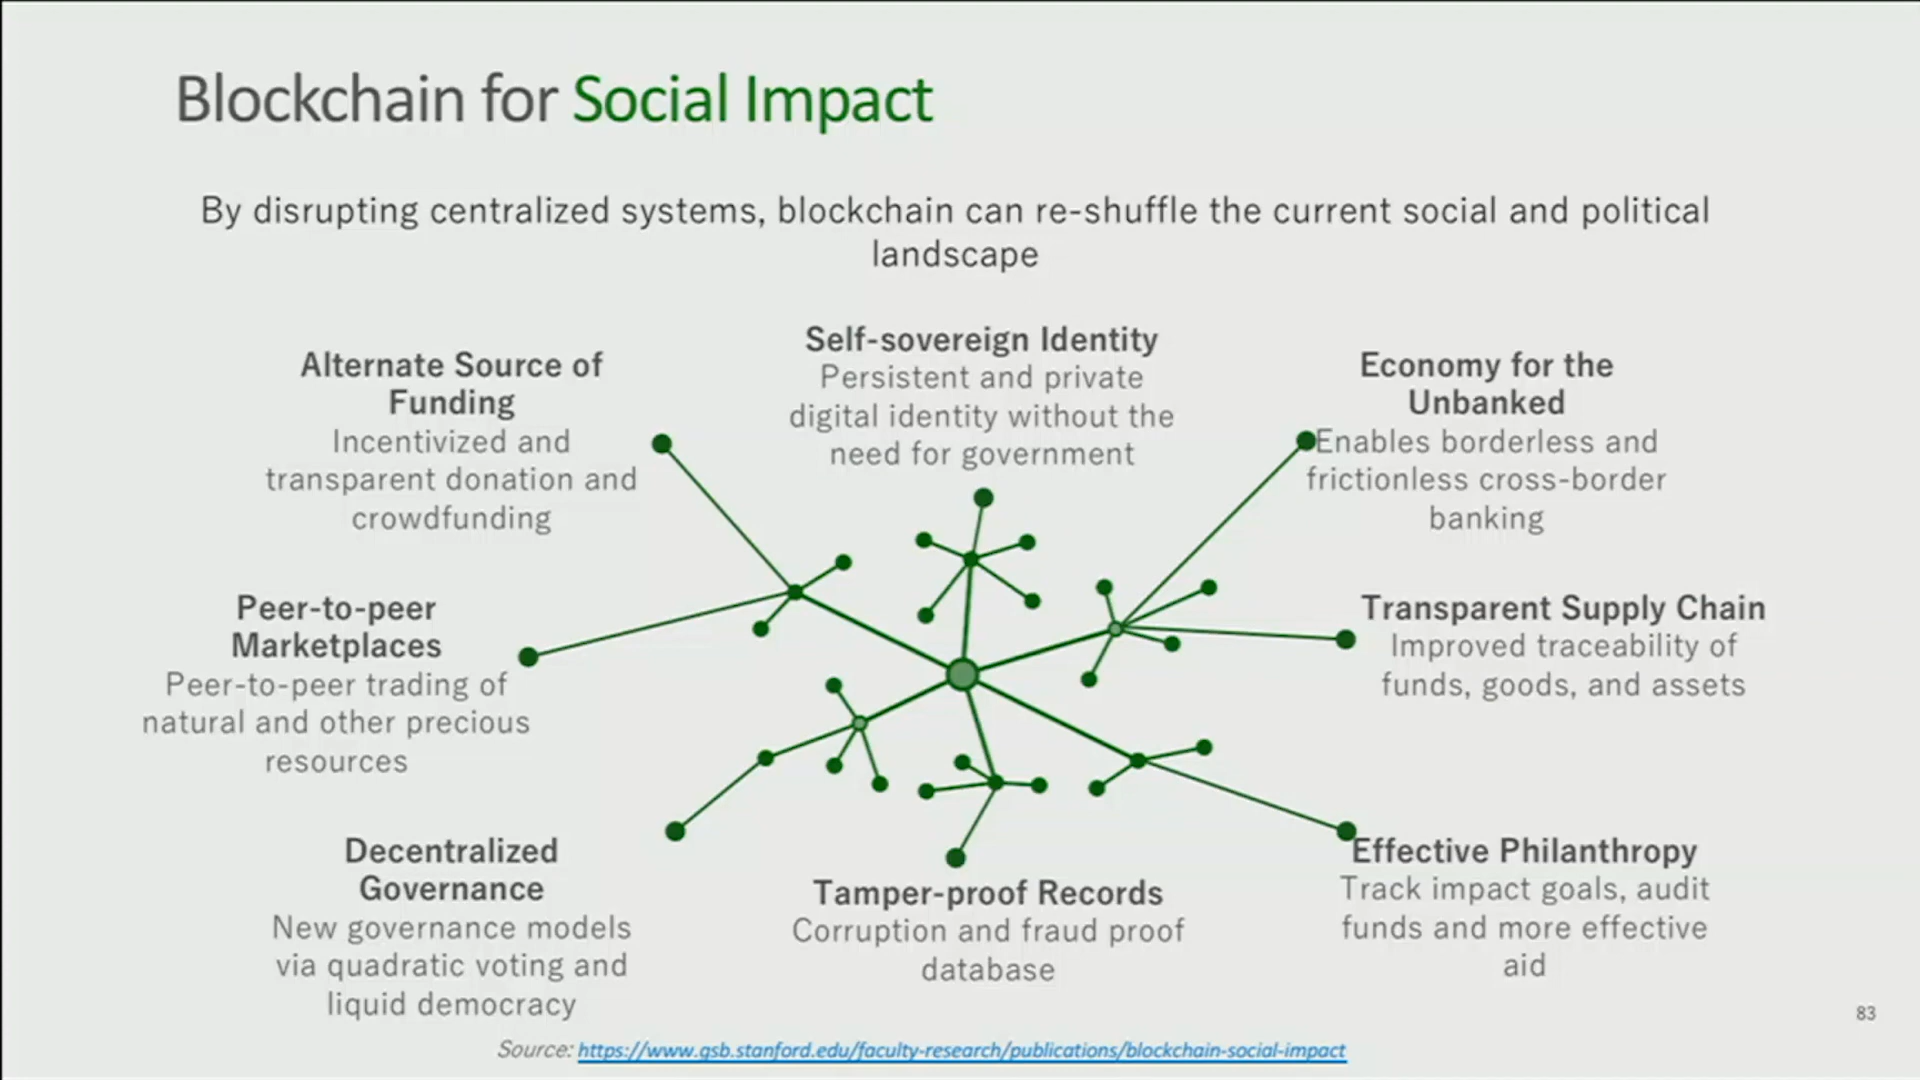 Blockchain for Social Impact
By disrupting centralized systems, blockchain can re-shuffle the current social and political
landscape
Alternate Source of
Funding
Incentivized and
transparent donation and
crowdfunding
Self-sovereign Identity
Persistent and private
digital identity without the
need for government
Economy for the
Unbanked
Enables borderless and
frictionless cross-border
banking
Peer-to-peer
Marketplaces
Peer-to-peer trading of
natural and other precious
resources
Transparent Supply Chain
Improved traceability of
funds, goods, and assets
Decentralized
Governance
New governance models
via quadratic voting and
liquid democracy
Tamper-proof Records
Corruption and fraud proof
database
Effective Philanthropy
Track impact goals, audit
funds and more effective
aid
83
Source: https://www.gsb.stanford.edu/faculty-research/publications/blockchain-social-impact